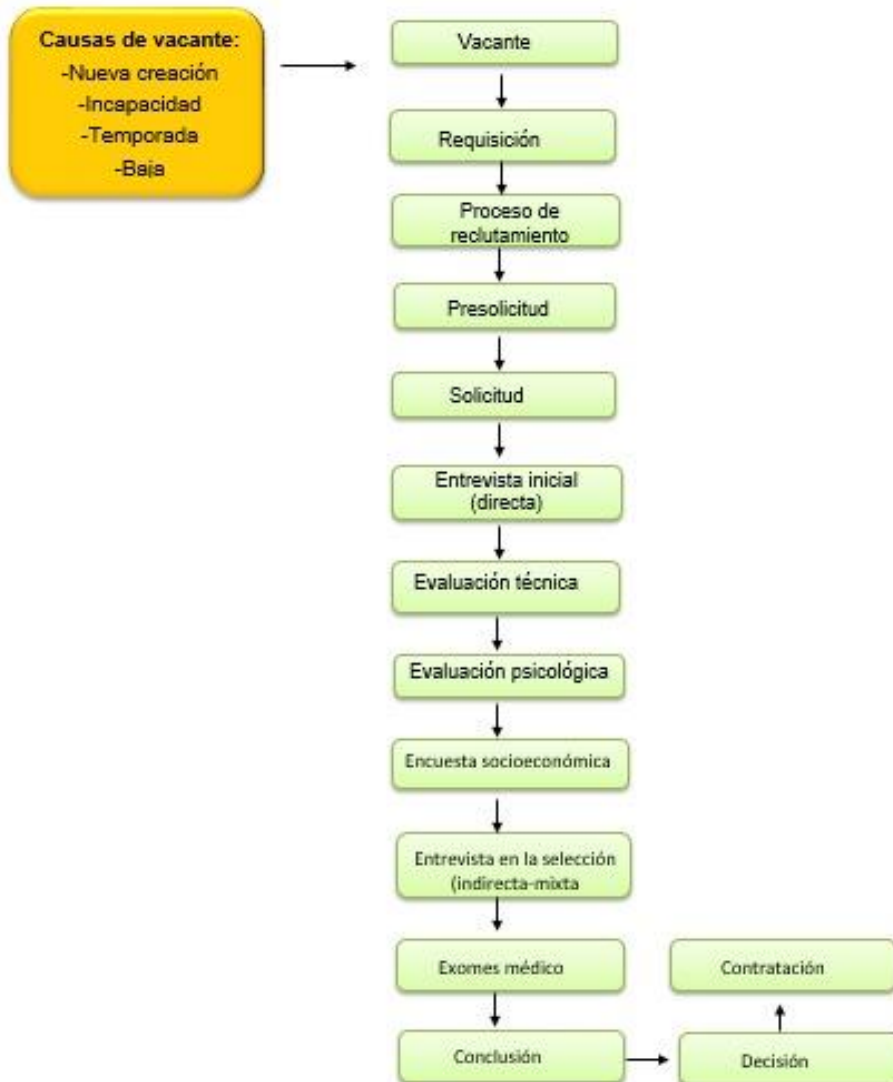 Causas de vacante:
-Nueva creación
-Incapacidad
-Temporada
-Baja
Vacante
Requisición
Proceso de
reclutamiento
Presolicitud
Solicitud
Entrevista inicial
(directa)
Evaluación técnica
Evaluación psicológica
Encuesta socioeconómica
Entrevista en la selección
(indirecta-mixta
Exomes médico
Conclusión
Decisión
Contratación